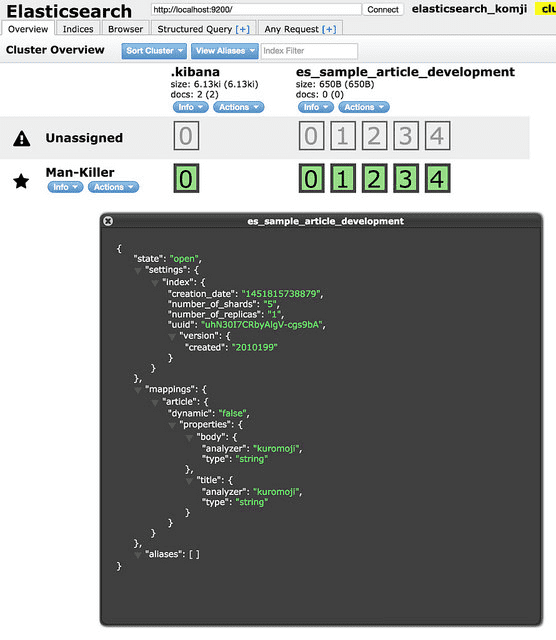 Elasticsearch http://localhost:9200/ Connect elasticsearch_komji
Overview Indices Browser Structured Query [+] Any Request [+]
Cluster Overview Sort Cluster View Aliases Index Filter
.kibana es_sample_article_development
size: 6.13ki (6.13ki) size: 650B (650B)
docs: 2 (2) docs: 0 (0)
Info Actions Info Actions
Unassigned 0 0 1 2 3 4
Man-Killer 0 0 1 2 3 4
Info Actions
es_sample_article_development
{
"state": "open",
"settings": {
"index": {
"creation_date": "1451815738879",
"number_of_shards": "5",
"number_of_replicas": "1",
"uuid": "uhN30I7CRbyAlgV-cgs9bA",
"version": {
"created": "2010199"
}
}
},
"mappings": {
"article": {
"dynamic": "false",
"properties": {
"body": {
"analyzer": "kuromoji",
"type": "string"
},
"title": {
"analyzer": "kuromoji",
"type": "string"
}
}
}
},
"aliases": [ ]
}